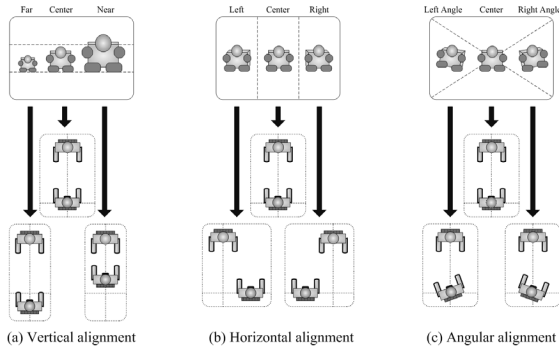 Far Center Near
Left Center Right
Left Angle Center Right Angle
(a) Vertical alignment
(b) Horizontal alignment
(c) Angular alignment